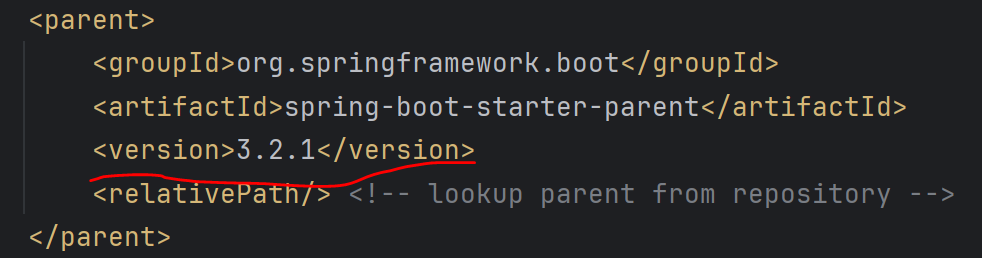 <parent>
<groupId>org.springframework.boot</groupId>
<artifactId>spring-boot-starter-parent</artifactId>
<version>3.2.1</version>
<relativePath/> <!-- lookup parent from repository -->
</parent>